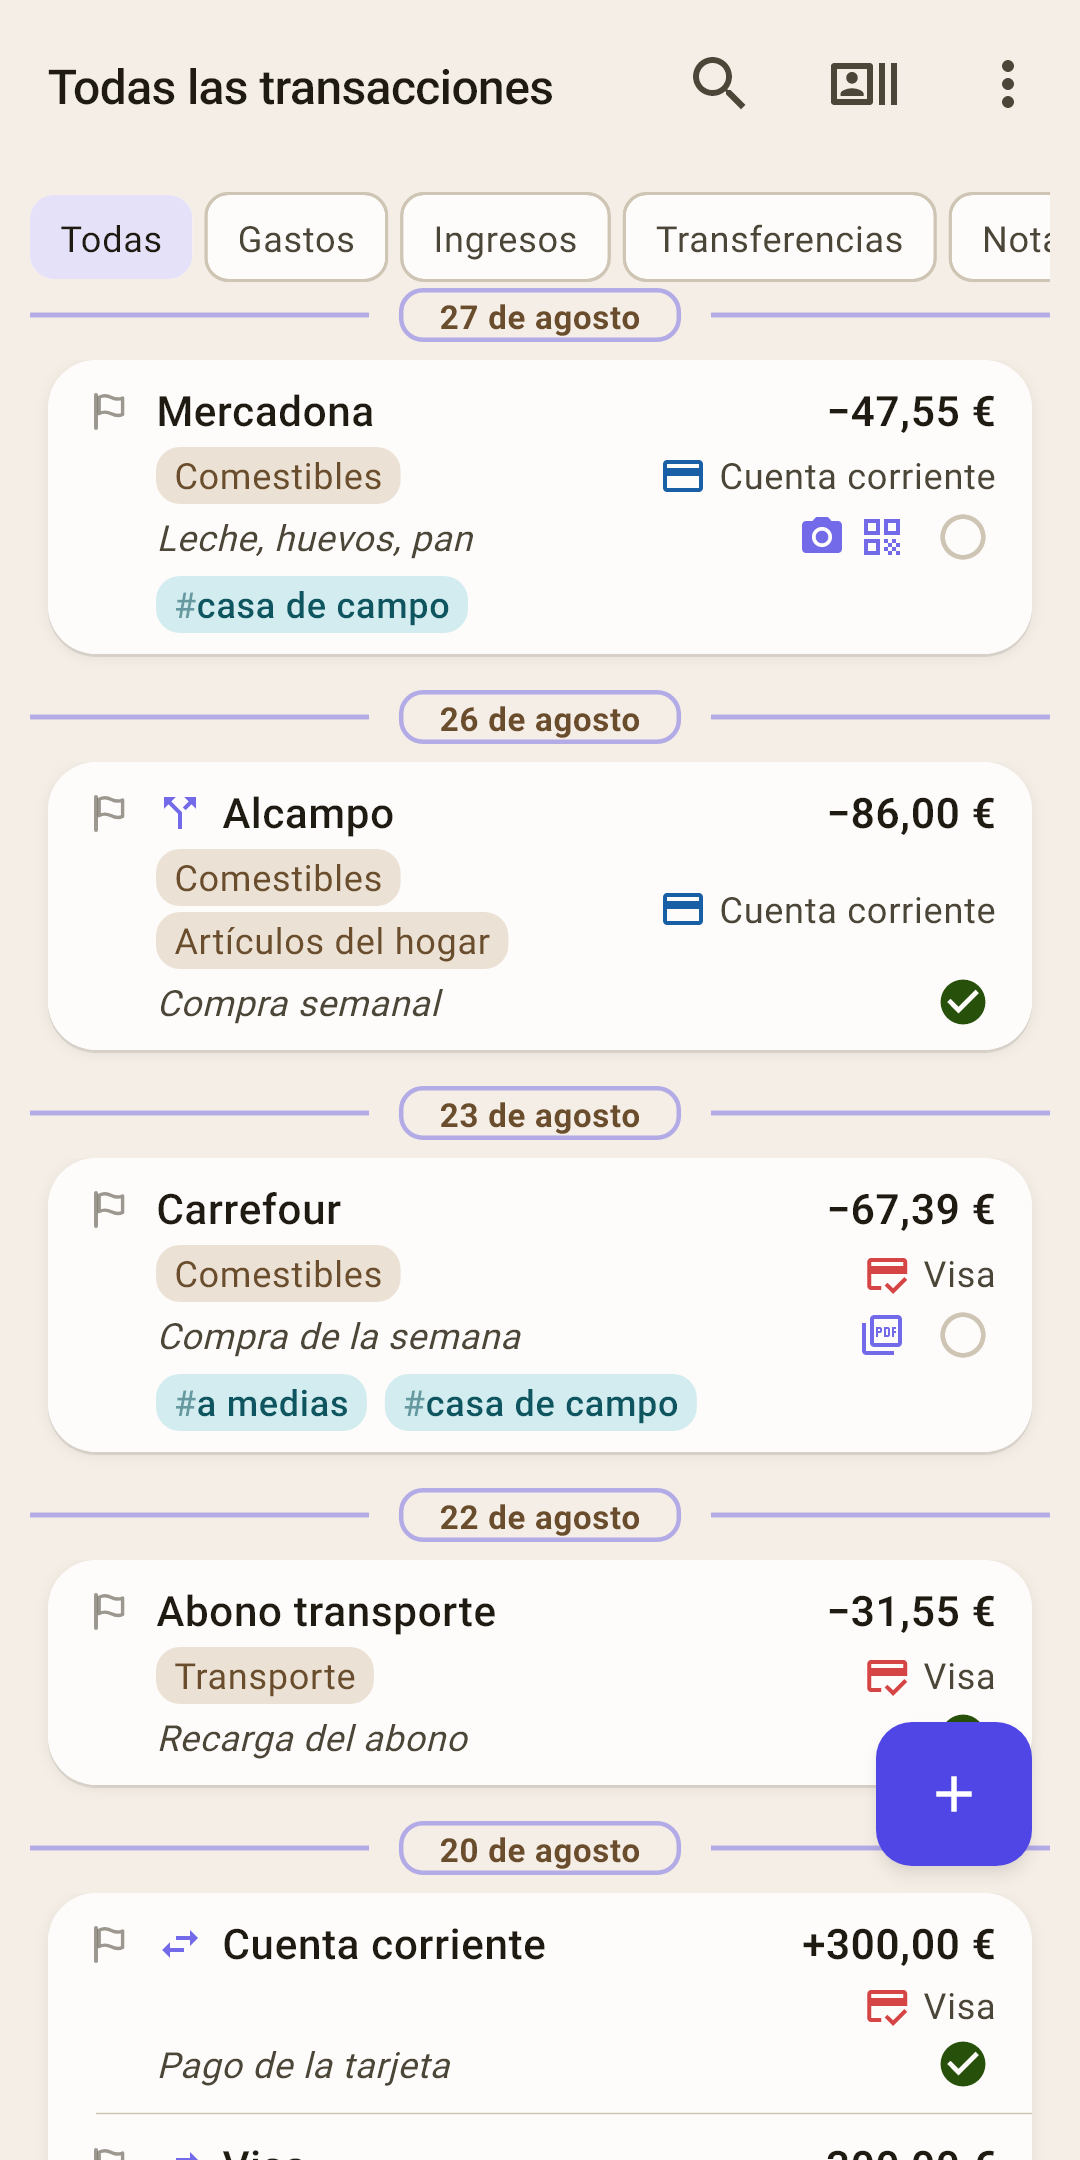 Todas las transacciones
Todas Gastos Ingresos Transferencias
27 de agosto
Mercadona −47,55 €
Comestibles Cuenta corriente
Leche, huevos, pan
#casa de campo
26 de agosto
Alcampo −86,00 €
Comestibles
Artículos del hogar Cuenta corriente
Compra semanal
23 de agosto
Carrefour −67,39 €
Comestibles Visa
Compra de la semana PDF
#a medias #casa de campo
22 de agosto
Abono transporte −31,55 €
Transporte Visa
Recarga del abono
20 de agosto
Cuenta corriente +300,00 €
Visa
Pago de la tarjeta